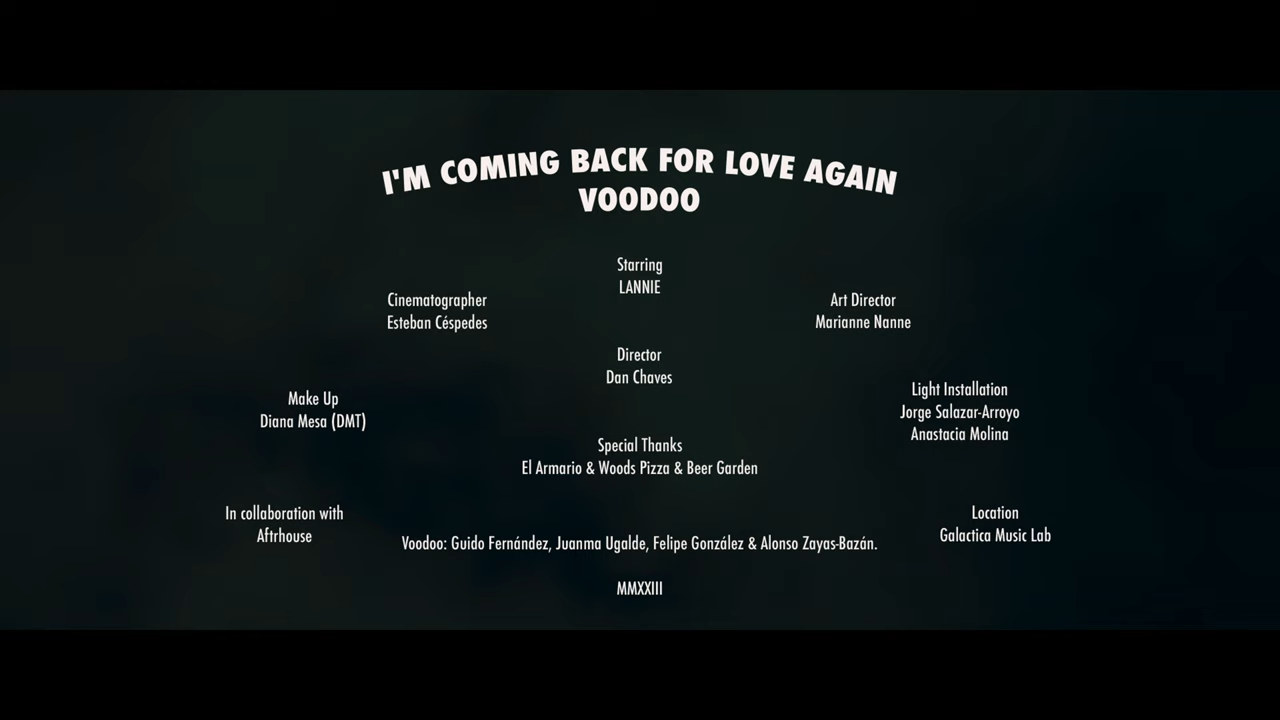 I'M COMING BACK FOR LOVE AGAIN
VOODOO
Starring
LANNIE
Cinematographer
Esteban Céspedes
Art Director
Marianne Nanne
Director
Dan Chaves
Make Up
Diana Mesa (DMT)
Light Installation
Jorge Salazar-Arroyo
Anastacia Molina
Special Thanks
El Armario & Woods Pizza & Beer Garden
In collaboration with
Aftrhouse
Location
Galactica Music Lab
Voodoo: Guido Fernández, Juanma Ugalde, Felipe González & Alonso Zayas-Bazán.
MMXXIII